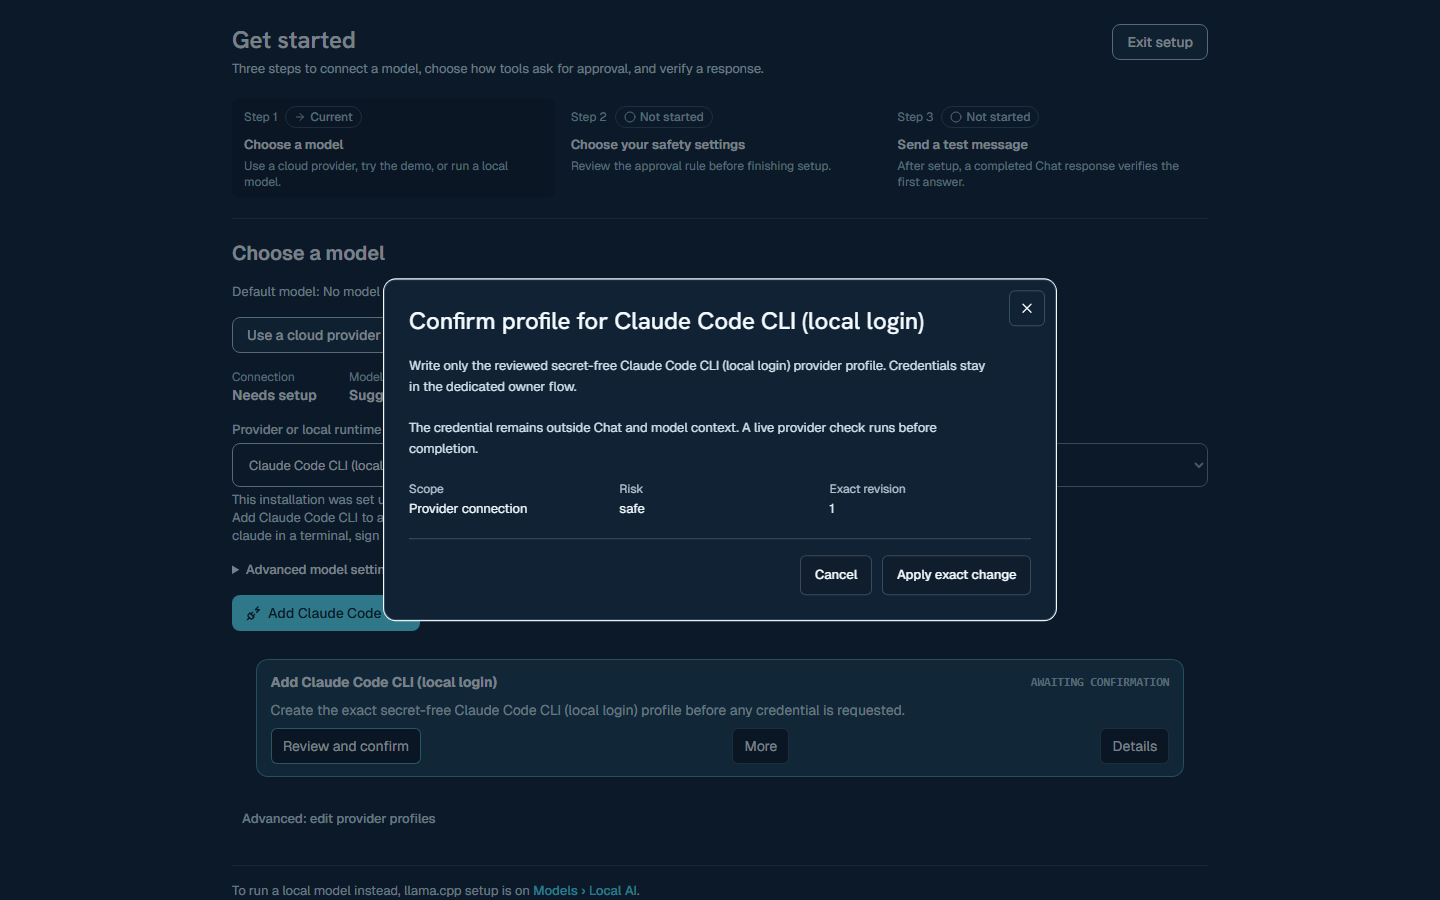 Get started
Exit setup
Three steps to connect a model, choose how tools ask for approval, and verify a response.
Step 1 → Current
Choose a model
Use a cloud provider, try the demo, or run a local
model.
Step 2 Not started
Choose your safety settings
Review the approval rule before finishing setup.
Step 3 Not started
Send a test message
After setup, a completed Chat response verifies the
first answer.
Choose a model
Default model: No model
Use a cloud provider
Connection
Needs setup
Model
Sugg
Provider or local runtime
Claude Code CLI (local
This installation was set u
Add Claude Code CLI to a
claude in a terminal, sign
Advanced model settin
Add Claude Code
Confirm profile for Claude Code CLI (local login)
Write only the reviewed secret-free Claude Code CLI (local login) provider profile. Credentials stay
in the dedicated owner flow.
The credential remains outside Chat and model context. A live provider check runs before
completion.
Scope
Provider connection
Risk
safe
Exact revision
1
Cancel
Apply exact change
Add Claude Code CLI (local login)
AWAITING CONFIRMATION
Create the exact secret-free Claude Code CLI (local login) profile before any credential is requested.
Review and confirm
More
Details
Advanced: edit provider profiles
To run a local model instead, llama.cpp setup is on Models › Local AI.